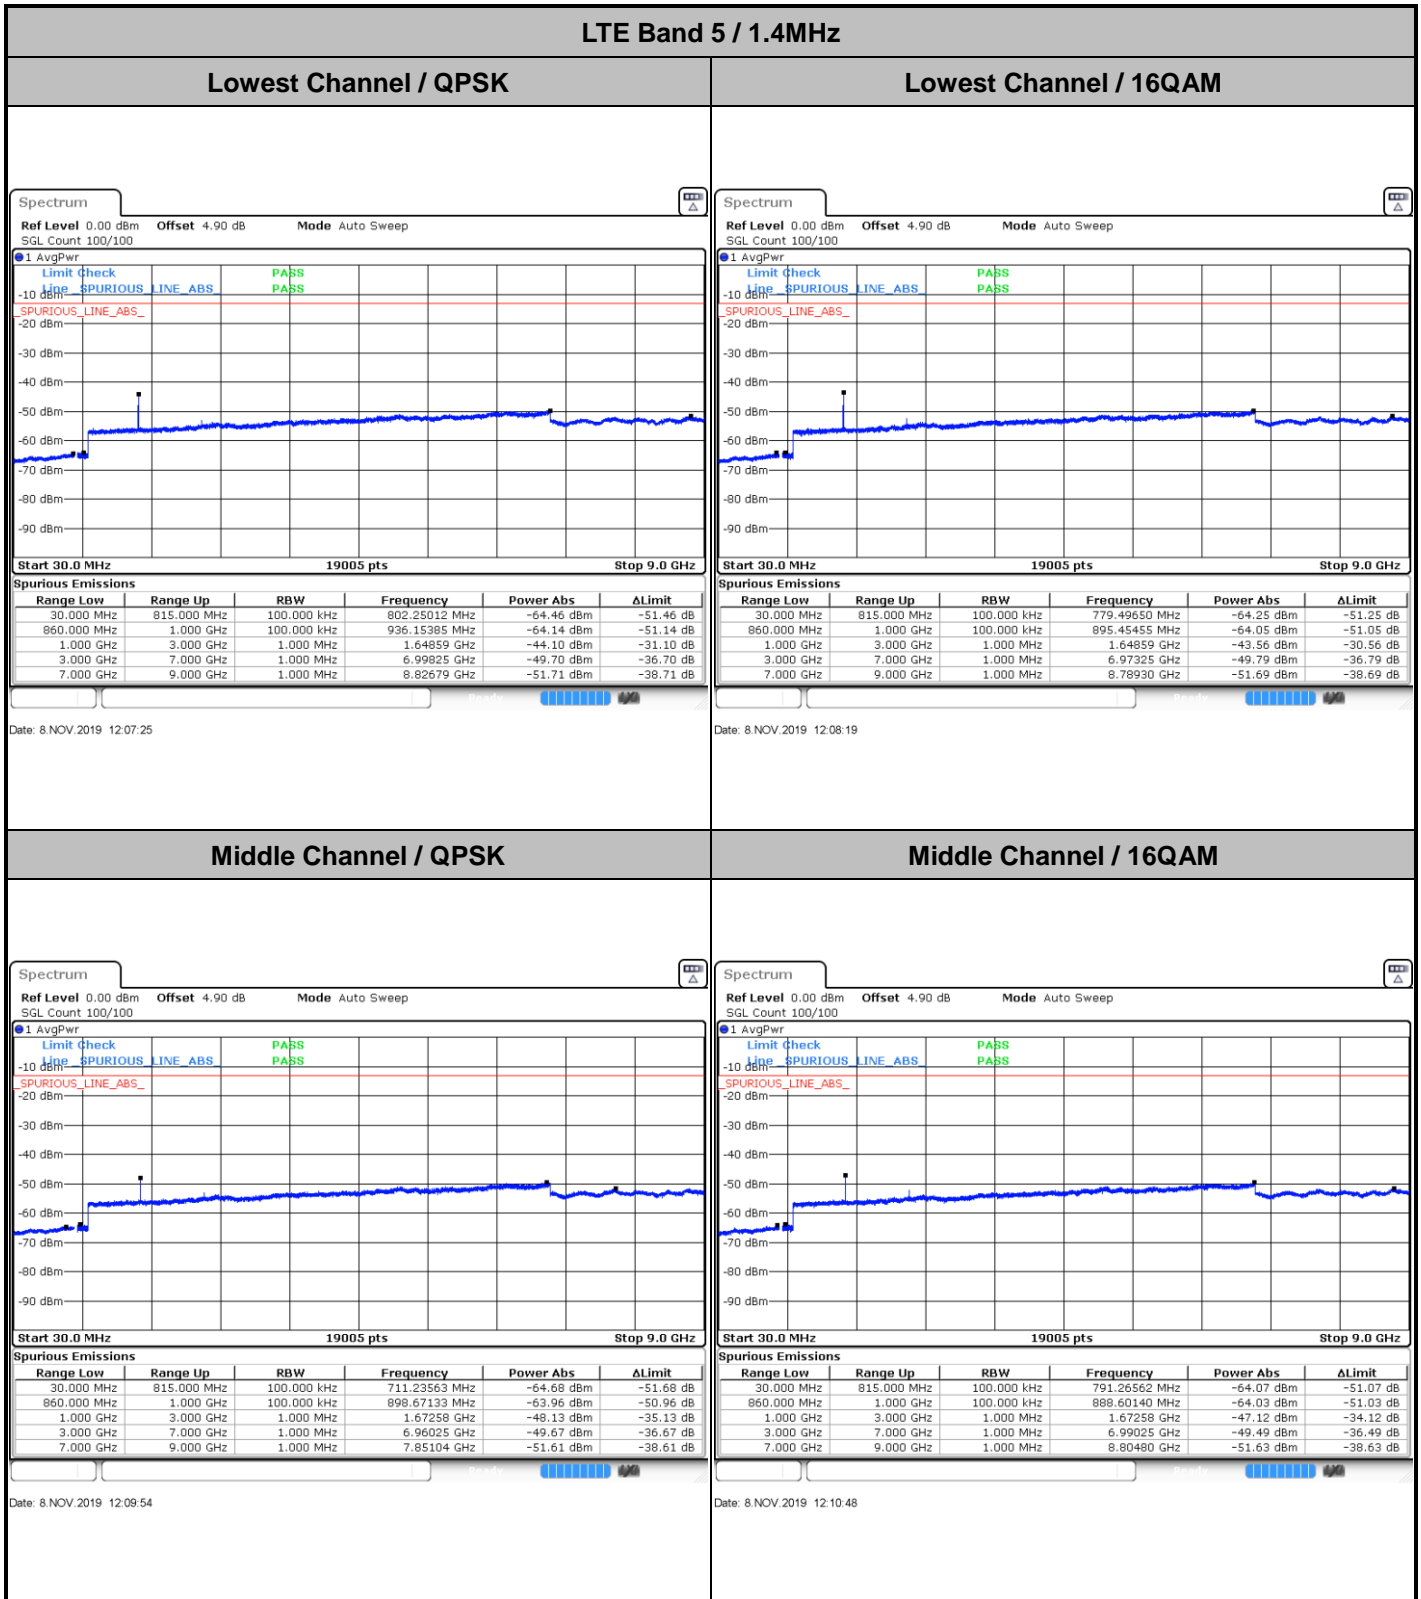 LTE Band 5 / 1.4MHz
Lowest Channel / QPSK
Lowest Channel / 16QAM
Spectrum
Ref Level 0.00 dBm Offset 4.90 dB Mode Auto Sweep
SGL Count 100/100
1 AvgPwr
Limit Check PASS
Line _SPURIOUS_LINE_ABS_ PASS
-10 dBm
_SPURIOUS_LINE_ABS_
-20 dBm
-30 dBm
-40 dBm
-50 dBm
-60 dBm
-70 dBm
-80 dBm
-90 dBm
Start 30.0 MHz 19005 pts Stop 9.0 GHz
Spurious Emissions
Range Low Range Up RBW Frequency Power Abs ΔLimit
30.000 MHz 815.000 MHz 100.000 kHz 802.25012 MHz -64.46 dBm -51.46 dB
860.000 MHz 1.000 GHz 100.000 kHz 936.15385 MHz -64.14 dBm -51.14 dB
1.000 GHz 3.000 GHz 1.000 MHz 1.64859 GHz -44.10 dBm -31.10 dB
3.000 GHz 7.000 GHz 1.000 MHz 6.99825 GHz -49.70 dBm -36.70 dB
7.000 GHz 9.000 GHz 1.000 MHz 8.82679 GHz -51.71 dBm -38.71 dB
Ready
Date: 8.NOV.2019 12:07:25
Spectrum
Ref Level 0.00 dBm Offset 4.90 dB Mode Auto Sweep
SGL Count 100/100
1 AvgPwr
Limit Check PASS
Line _SPURIOUS_LINE_ABS_ PASS
-10 dBm
_SPURIOUS_LINE_ABS_
-20 dBm
-30 dBm
-40 dBm
-50 dBm
-60 dBm
-70 dBm
-80 dBm
-90 dBm
Start 30.0 MHz 19005 pts Stop 9.0 GHz
Spurious Emissions
Range Low Range Up RBW Frequency Power Abs ΔLimit
30.000 MHz 815.000 MHz 100.000 kHz 779.49650 MHz -64.25 dBm -51.25 dB
860.000 MHz 1.000 GHz 100.000 kHz 895.45455 MHz -64.05 dBm -51.05 dB
1.000 GHz 3.000 GHz 1.000 MHz 1.64859 GHz -43.56 dBm -30.56 dB
3.000 GHz 7.000 GHz 1.000 MHz 6.97325 GHz -49.79 dBm -36.79 dB
7.000 GHz 9.000 GHz 1.000 MHz 8.78930 GHz -51.69 dBm -38.69 dB
Ready
Date: 8.NOV.2019 12:08:19
Middle Channel / QPSK
Middle Channel / 16QAM
Spectrum
Ref Level 0.00 dBm Offset 4.90 dB Mode Auto Sweep
SGL Count 100/100
1 AvgPwr
Limit Check PASS
Line _SPURIOUS_LINE_ABS_ PASS
-10 dBm
_SPURIOUS_LINE_ABS_
-20 dBm
-30 dBm
-40 dBm
-50 dBm
-60 dBm
-70 dBm
-80 dBm
-90 dBm
Start 30.0 MHz 19005 pts Stop 9.0 GHz
Spurious Emissions
Range Low Range Up RBW Frequency Power Abs ΔLimit
30.000 MHz 815.000 MHz 100.000 kHz 711.23563 MHz -64.68 dBm -51.68 dB
860.000 MHz 1.000 GHz 100.000 kHz 898.67133 MHz -63.96 dBm -50.96 dB
1.000 GHz 3.000 GHz 1.000 MHz 1.67258 GHz -48.13 dBm -35.13 dB
3.000 GHz 7.000 GHz 1.000 MHz 6.96025 GHz -49.67 dBm -36.67 dB
7.000 GHz 9.000 GHz 1.000 MHz 7.85104 GHz -51.61 dBm -38.61 dB
Ready
Date: 8.NOV.2019 12:09:54
Spectrum
Ref Level 0.00 dBm Offset 4.90 dB Mode Auto Sweep
SGL Count 100/100
1 AvgPwr
Limit Check PASS
Line _SPURIOUS_LINE_ABS_ PASS
-10 dBm
_SPURIOUS_LINE_ABS_
-20 dBm
-30 dBm
-40 dBm
-50 dBm
-60 dBm
-70 dBm
-80 dBm
-90 dBm
Start 30.0 MHz 19005 pts Stop 9.0 GHz
Spurious Emissions
Range Low Range Up RBW Frequency Power Abs ΔLimit
30.000 MHz 815.000 MHz 100.000 kHz 791.26562 MHz -64.07 dBm -51.07 dB
860.000 MHz 1.000 GHz 100.000 kHz 888.60140 MHz -64.03 dBm -51.03 dB
1.000 GHz 3.000 GHz 1.000 MHz 1.67258 GHz -47.12 dBm -34.12 dB
3.000 GHz 7.000 GHz 1.000 MHz 6.99025 GHz -49.49 dBm -36.49 dB
7.000 GHz 9.000 GHz 1.000 MHz 8.80480 GHz -51.63 dBm -38.63 dB
Ready
Date: 8.NOV.2019 12:10:48